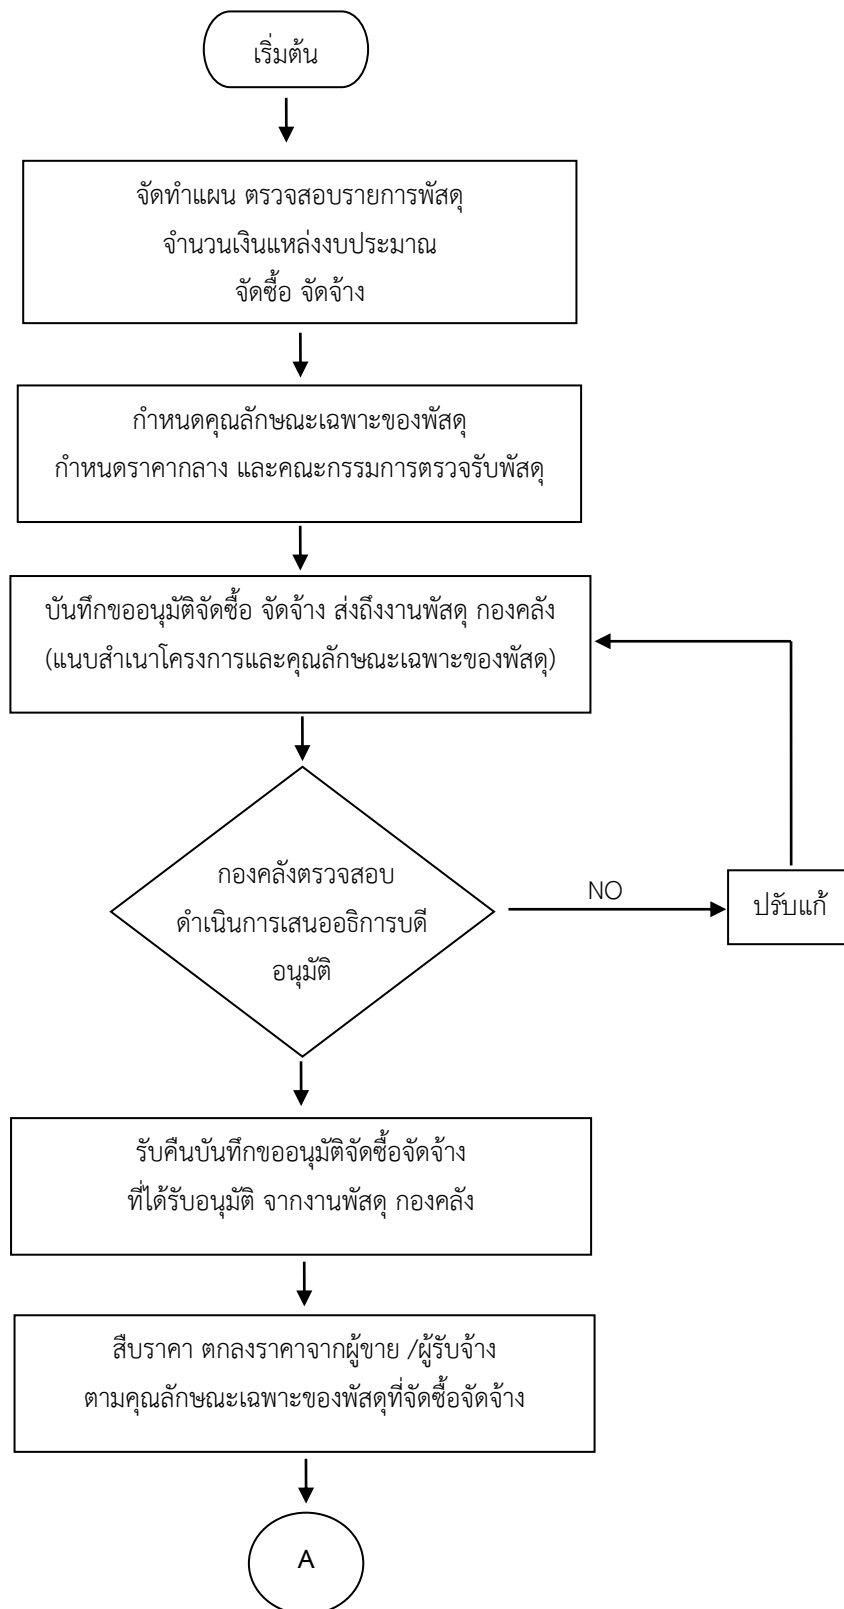 เริ่มต้น
จัดทำแผน ตรวจสอบรายการพัสดุ
จำนวนเงินแหล่งงบประมาณ
จัดซื้อ จัดจ้าง
กำหนดคุณลักษณะเฉพาะของพัสดุ
กำหนดราคากลาง และคณะกรรมการตรวจรับพัสดุ
บันทึกขออนุมัติจัดซื้อ จัดจ้าง ส่งถึงงานพัสดุ กองคลัง
(แนบสำเนาโครงการและคุณลักษณะเฉพาะของพัสดุ)
กองคลังตรวจสอบ
ดำเนินการเสนออธิการบดี
อนุมัติ
NO
ปรับแก้
รับคืนบันทึกขออนุมัติจัดซื้อจัดจ้าง
ที่ได้รับอนุมัติ จากงานพัสดุ กองคลัง
สืบราคา ตกลงราคาจากผู้ขาย /ผู้รับจ้าง
ตามคุณลักษณะเฉพาะของพัสดุที่จัดซื้อจัดจ้าง
A